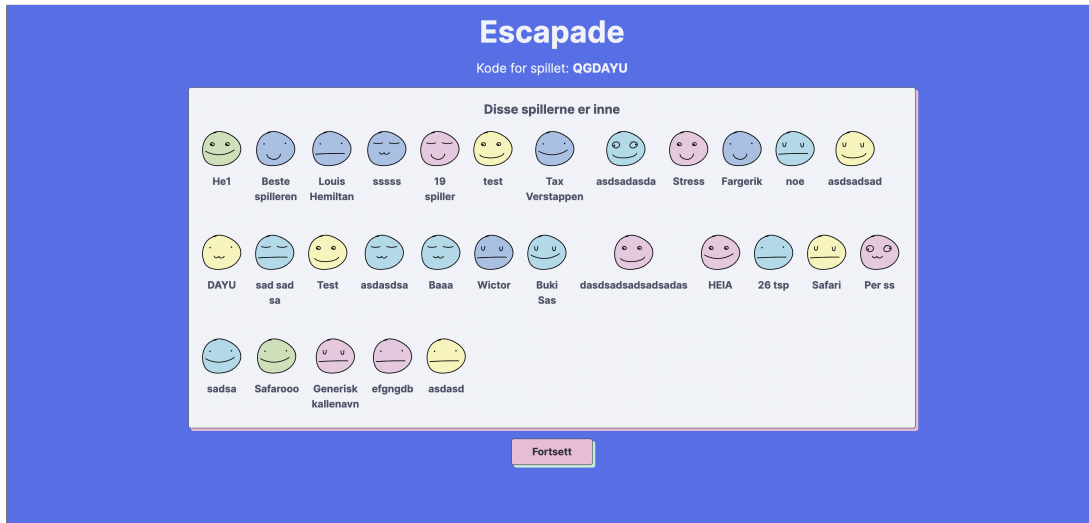 Escapade
Kode for spillet: QGDAYU
Disse spillerne er inne
He1
Beste
spilleren
Louis
Hemiltan
sssss
19
spiller
test
Tax
Verstappen
asdsadasda
Stress
Fargerik
noe
asdsadsad
DAYU
sad sad
sa
Test
asdasdsa
Baaa
Wictor
Buki
Sas
dasdsadsadsadsadas
HEIA
26 tsp
Safari
Per ss
sadsa
Safarooo
Generisk
kallenavn
efgngdb
asdasd
Fortsett